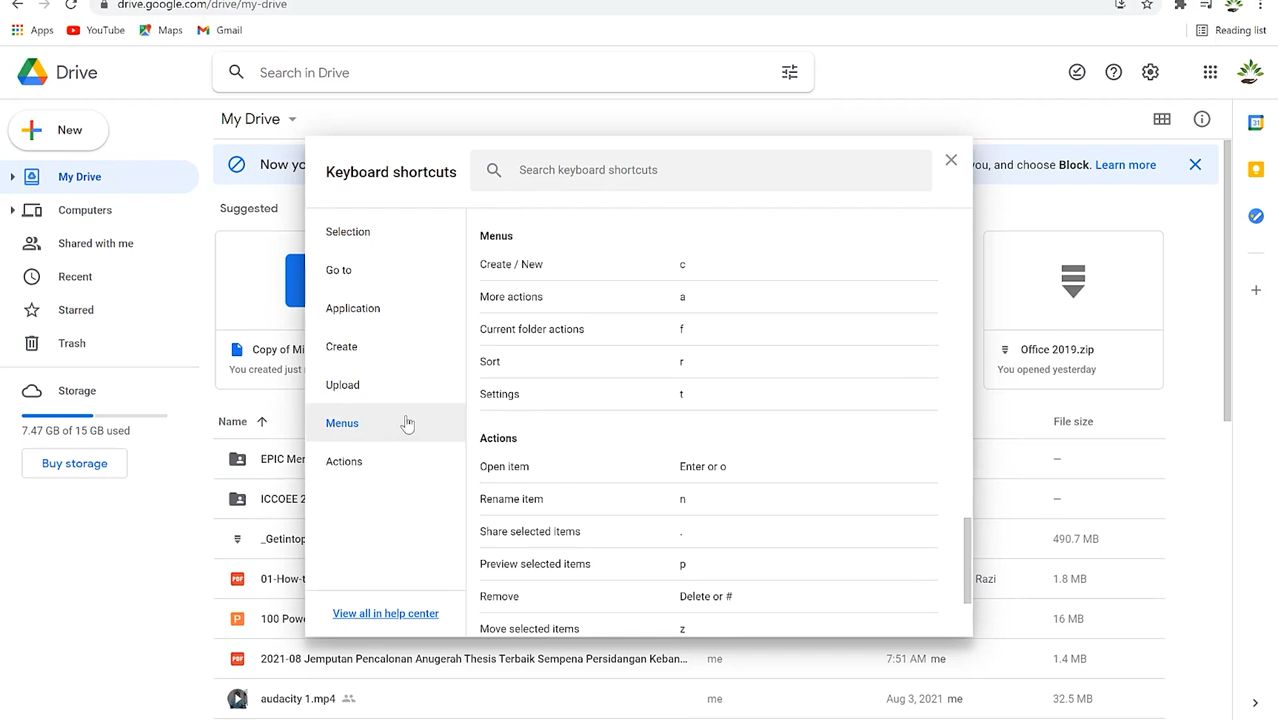 drive.google.com/drive/my-drive
Apps YouTube Maps Gmail Reading list
Drive Search in Drive
New My Drive
My Drive
Computers
Shared with me
Recent
Starred
Trash
Storage
7.47 GB of 15 GB used
Buy storage
Now yo you, and choose Block. Learn more
Suggested
Copy of Mi
You created just
Office 2019.zip
You opened yesterday
Keyboard shortcuts Search keyboard shortcuts
Selection
Go to
Application
Create
Upload
Menus
Actions
View all in help center
Menus
Create / New c
More actions a
Current folder actions f
Sort r
Settings t
Actions
Open item Enter or o
Rename item n
Share selected items .
Preview selected items p
Remove Delete or #
Move selected items z
Name File size
EPIC Mer –
ICCOEE 2 –
_Getintop 490.7 MB
PDF 01-How-t Razi 1.8 MB
P 100 Powe 16 MB
PDF 2021-08 Jemputan Pencalonan Anugerah Thesis Terbaik Sempena Persidangan Keban... me 7:51 AM me 1.4 MB
audacity 1.mp4 me Aug 3, 2021 me 32.5 MB
31